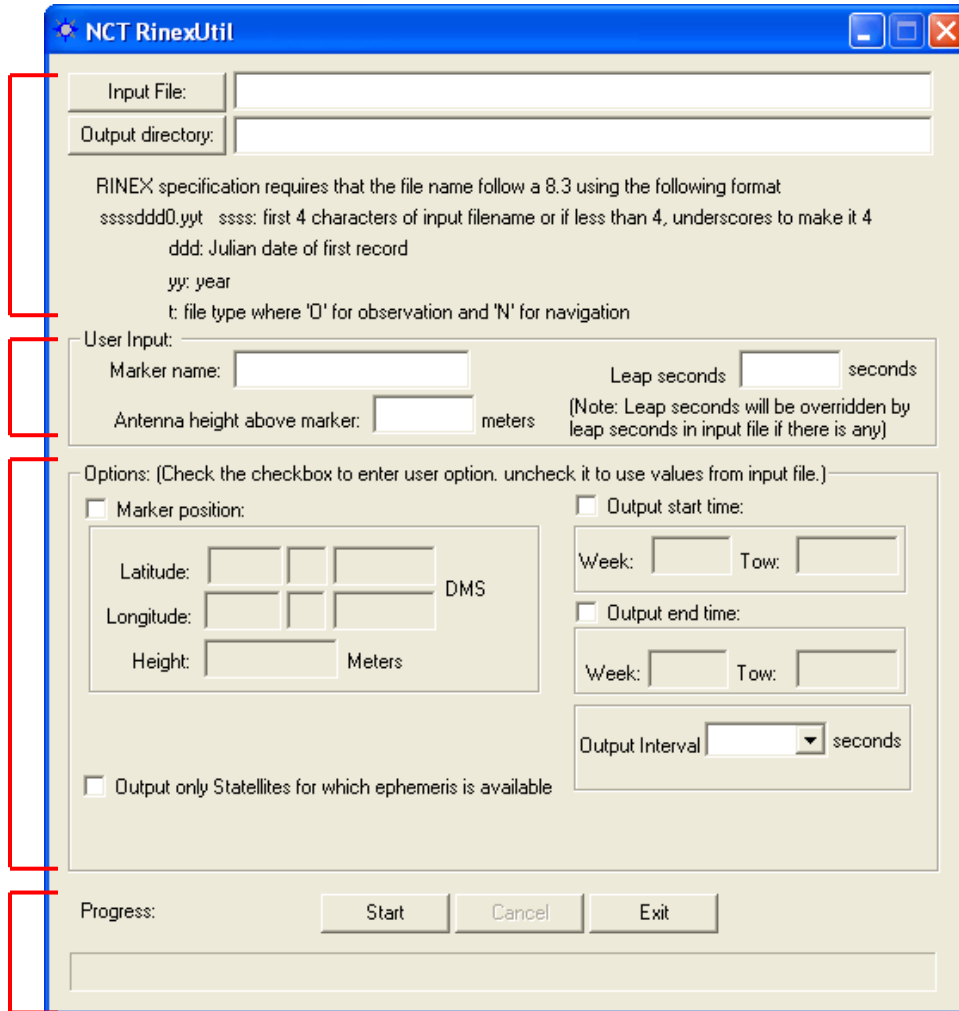 NCT RinexUtil
Input File:
Output directory:
RINEX specification requires that the file name follow a 8.3 using the following format
ssssddd0.yyt ssss: first 4 characters of input filename or if less than 4, underscores to make it 4
ddd: Julian date of first record
yy: year
t: file type where 'O' for observation and 'N' for navigation
User Input:
Marker name:
Leap seconds
seconds
Antenna height above marker:
meters
(Note: Leap seconds will be overridden by
leap seconds in input file if there is any)
Options: (Check the checkbox to enter user option. uncheck it to use values from input file.)
Marker position:
Latitude:
Longitude:
DMS
Height:
Meters
Output start time:
Week:
Tow:
Output end time:
Week:
Tow:
Output Interval
seconds
Output only Statellites for which ephemeris is available
Progress:
Start
Cancel
Exit